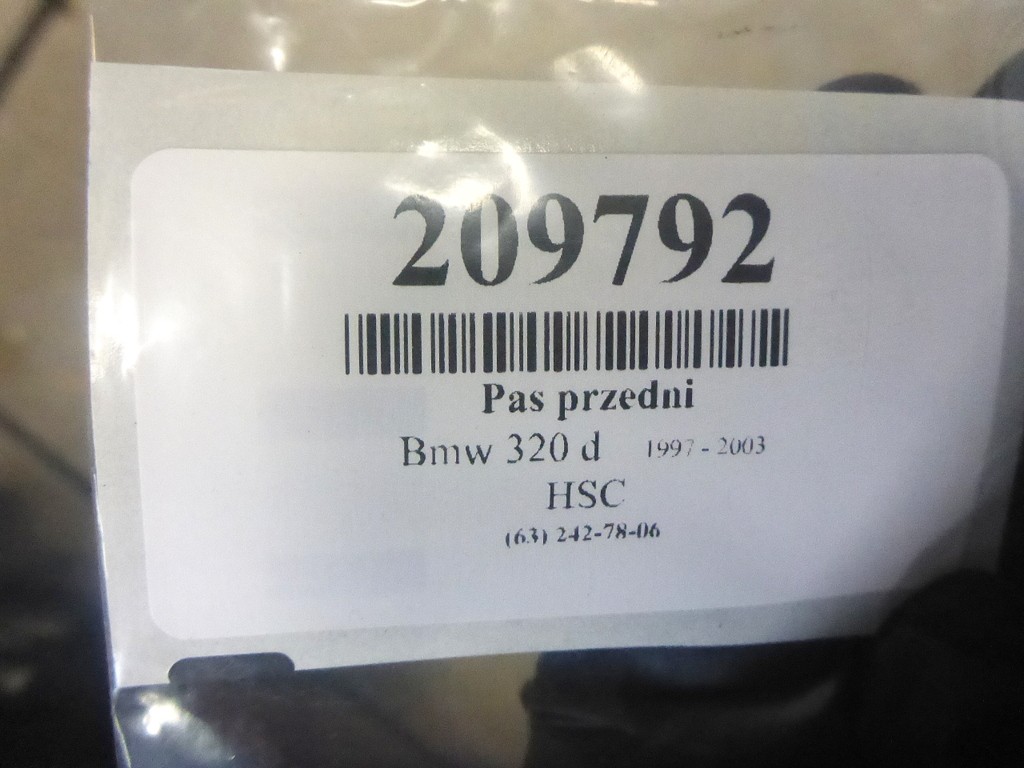 209792
Pas przedni
Bmw 320 d 1997 - 2003
HSC
(63) 242-78-06